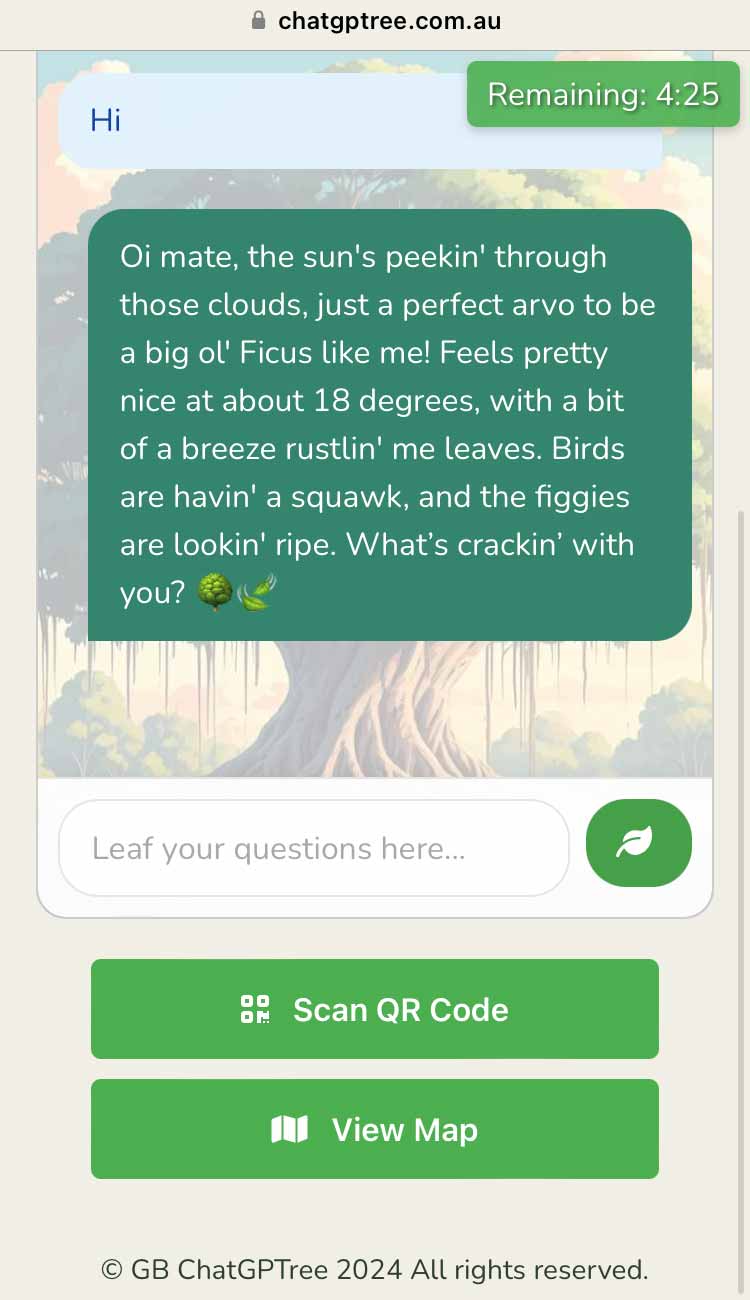 chatgptree.com.au
Remaining: 4:25
Hi
Oi mate, the sun's peekin' through
those clouds, just a perfect arvo to be
a big ol' Ficus like me! Feels pretty
nice at about 18 degrees, with a bit
of a breeze rustlin' me leaves. Birds
are havin' a squawk, and the figgies
are lookin' ripe. What’s crackin’ with
you? 🌳🍃
Leaf your questions here...
Scan QR Code
View Map
© GB ChatGPTree 2024 All rights reserved.